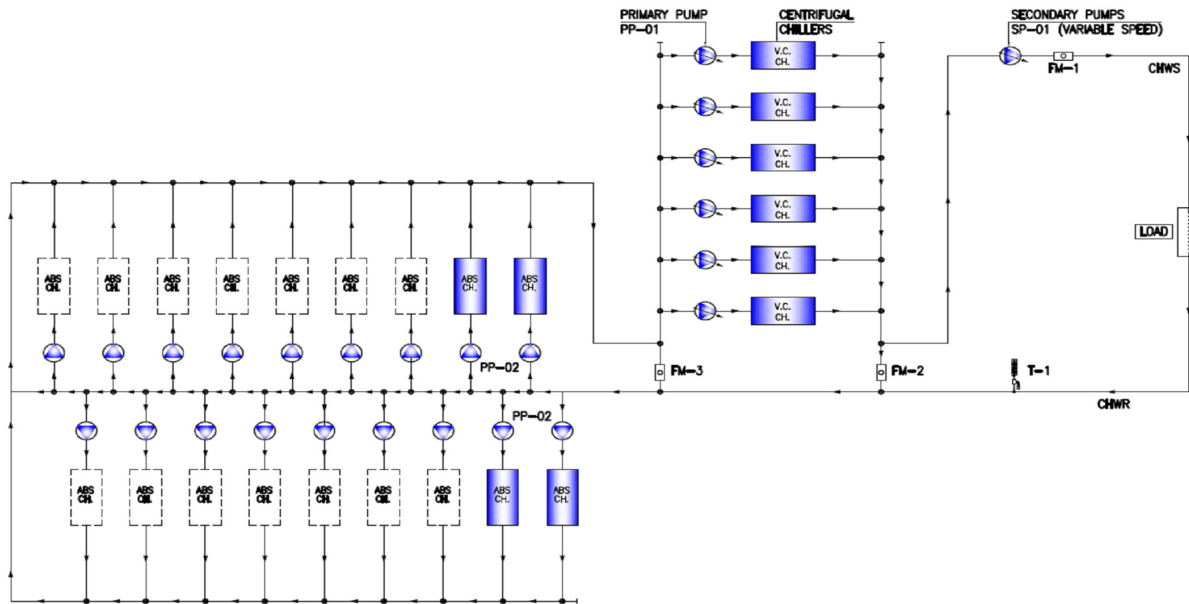 PRIMARY PUMP
PP-01
CENTRIFUGAL
CHILLERS
SECONDARY PUMPS
SP-01 (VARIABLE SPEED)
V.C.
CH.
FM-1
CHWS
V.C.
CH.
V.C.
CH.
V.C.
CH.
LOAD
V.C.
CH.
ABS
CH.
ABS
CH.
ABS
CH.
ABS
CH.
ABS
CH.
ABS
CH.
ABS
CH.
ABS
CH.
ABS
CH.
V.C.
CH.
PP-02
FM-3
FM-2
T-1
CHWR
PP-02
ABS
CH.
ABS
CH.
ABS
CH.
ABS
CH.
ABS
CH.
ABS
CH.
ABS
CH.
ABS
CH.
ABS
CH.